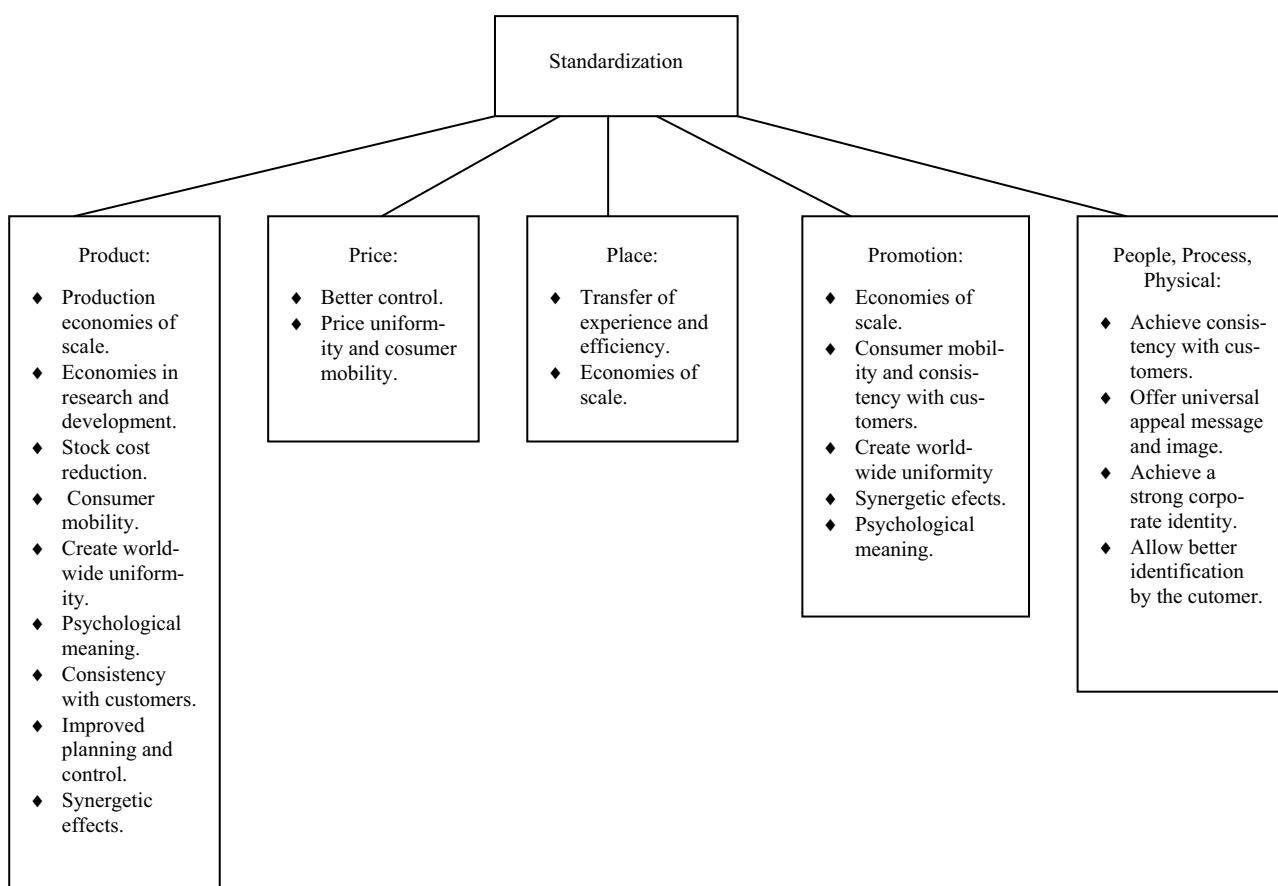 Standardization
Product:
♦ Production
economies of
scale.
♦ Economies in
research and
development.
♦ Stock cost
reduction.
♦ Consumer
mobility.
♦ Create world-
wide uniform-
ity.
♦ Psychological
meaning.
♦ Consistency
with customers.
♦ Improved
planning and
control.
♦ Synergetic
effects.
Price:
♦ Better control.
♦ Price uniform-
ity and cosumer
mobility.
Place:
♦ Transfer of
experience and
efficiency.
♦ Economies of
scale.
Promotion:
♦ Economies of
scale.
♦ Consumer mobil-
ity and consis-
tency with cus-
tomers.
♦ Create world-
wide uniformity
♦ Synergetic efects.
♦ Psychological
meaning.
People, Process,
Physical:
♦ Achieve consis-
tency with cus-
tomers.
♦ Offer universal
appeal message
and image.
♦ Achieve a
strong corpo-
rate identity.
♦ Allow better
identification
by the cutomer.